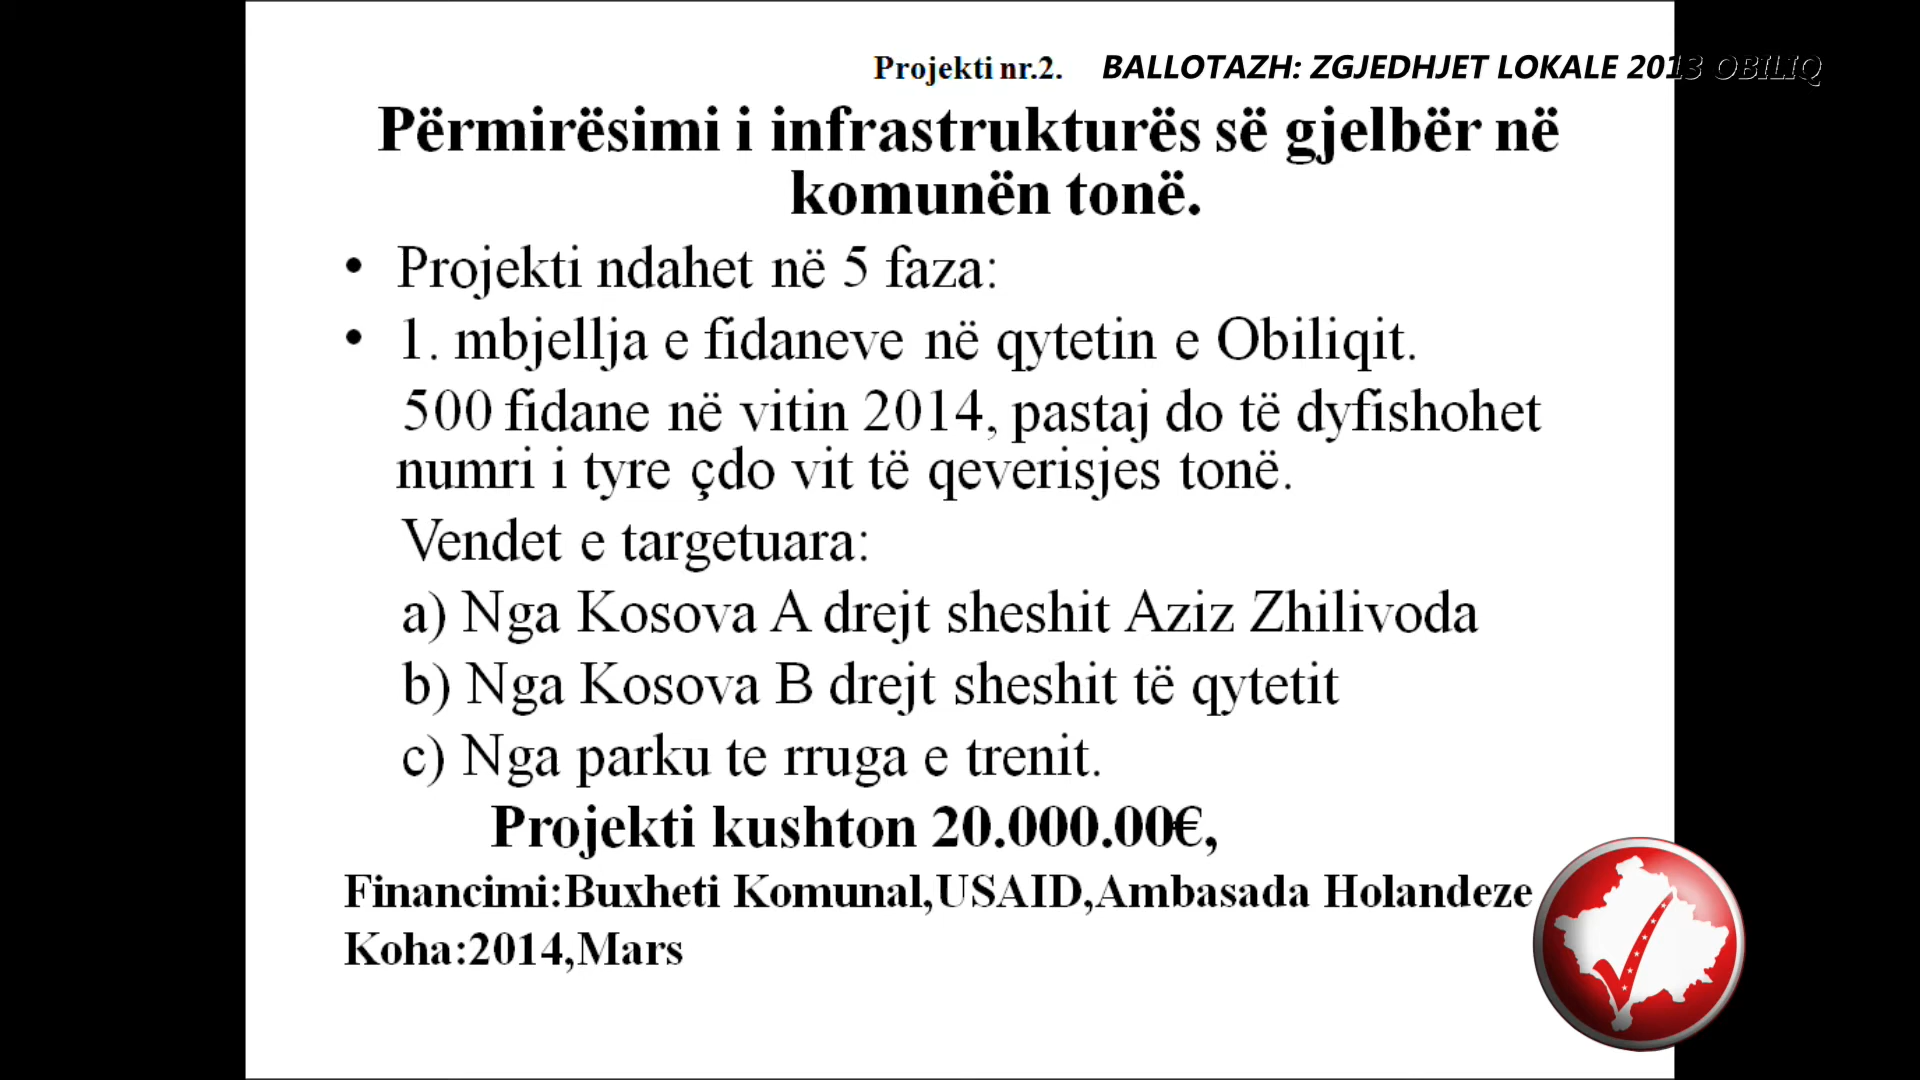 Projekti nr.2.
BALLOTAZH: ZGJEDHJET LOKALE 2013 OBILIQ
Përmirësimi i infrastrukturës së gjelbër në
komunën tonë.
• Projekti ndahet në 5 faza:
• 1. mbjellja e fidaneve në qytetin e Obiliqit.
500 fidane në vitin 2014, pastaj do të dyfishohet
numri i tyre çdo vit të qeverisjes tonë.
Vendet e targetuara:
a) Nga Kosova A drejt sheshit Aziz Zhilivoda
b) Nga Kosova B drejt sheshit të qytetit
c) Nga parku te rruga e trenit.
Projekti kushton 20.000.00€,
Financimi:Buxheti Komunal,USAID,Ambasada Holandeze
Koha:2014,Mars